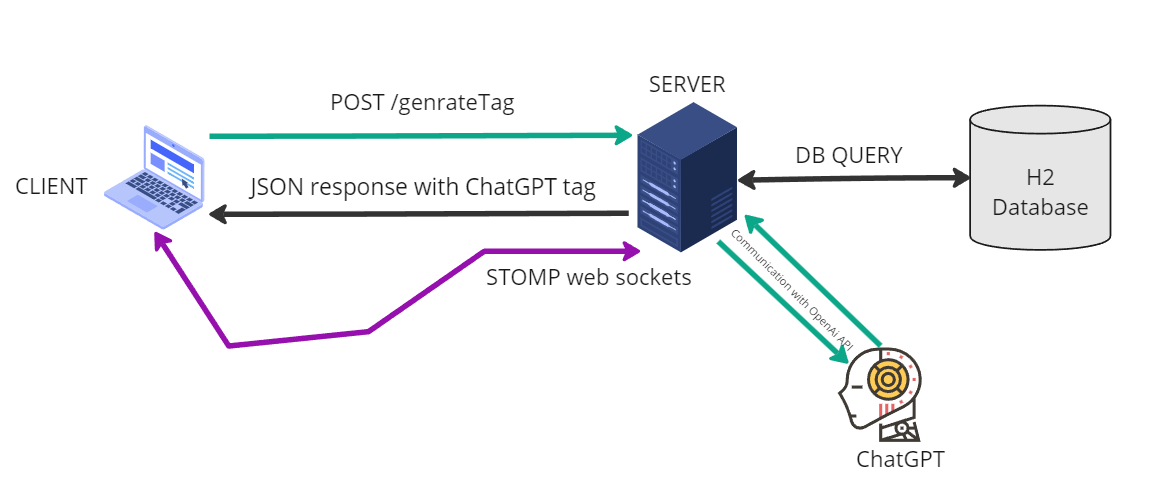 SERVER
POST /genrateTag
DB QUERY
H2
Database
CLIENT
JSON response with ChatGPT tag
STOMP web sockets
Communication with OpenAi API
ChatGPT